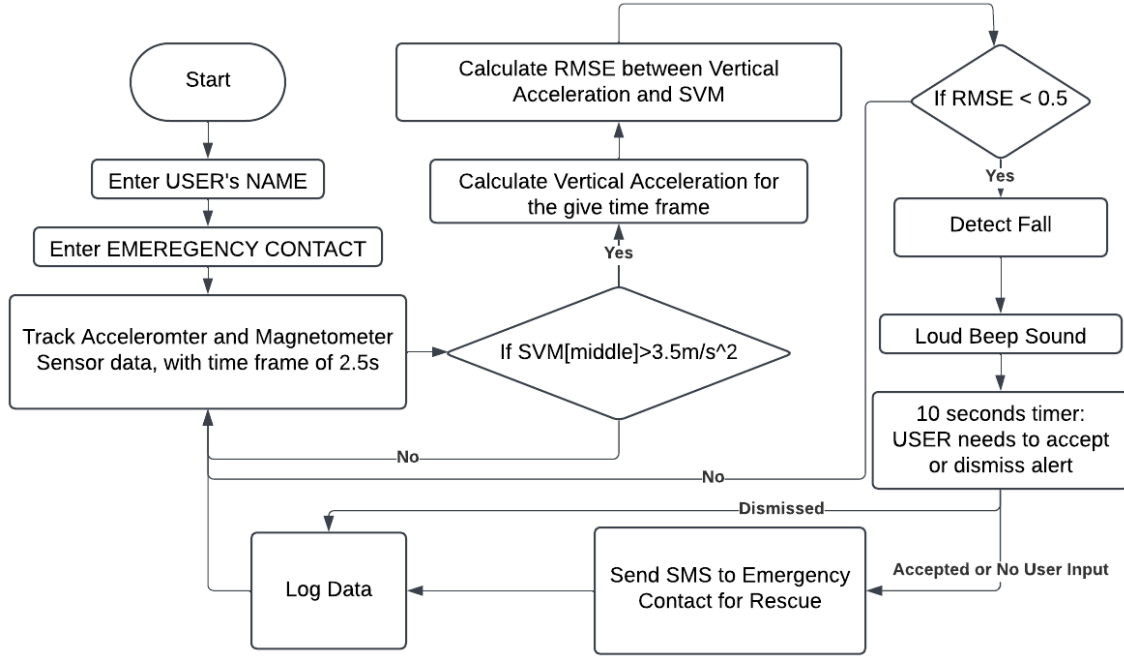 Start
Enter USER's NAME
Enter EMEREGENCY CONTACT
Track Acceleromter and Magnetometer
Sensor data, with time frame of 2.5s
If SVM[middle]>3.5m/s^2
No
Yes
Calculate Vertical Acceleration for
the give time frame
Calculate RMSE between Vertical
Acceleration and SVM
If RMSE < 0.5
No
Yes
Detect Fall
Loud Beep Sound
10 seconds timer:
USER needs to accept
or dismiss alert
Dismissed
Accepted or No User Input
Send SMS to Emergency
Contact for Rescue
Log Data